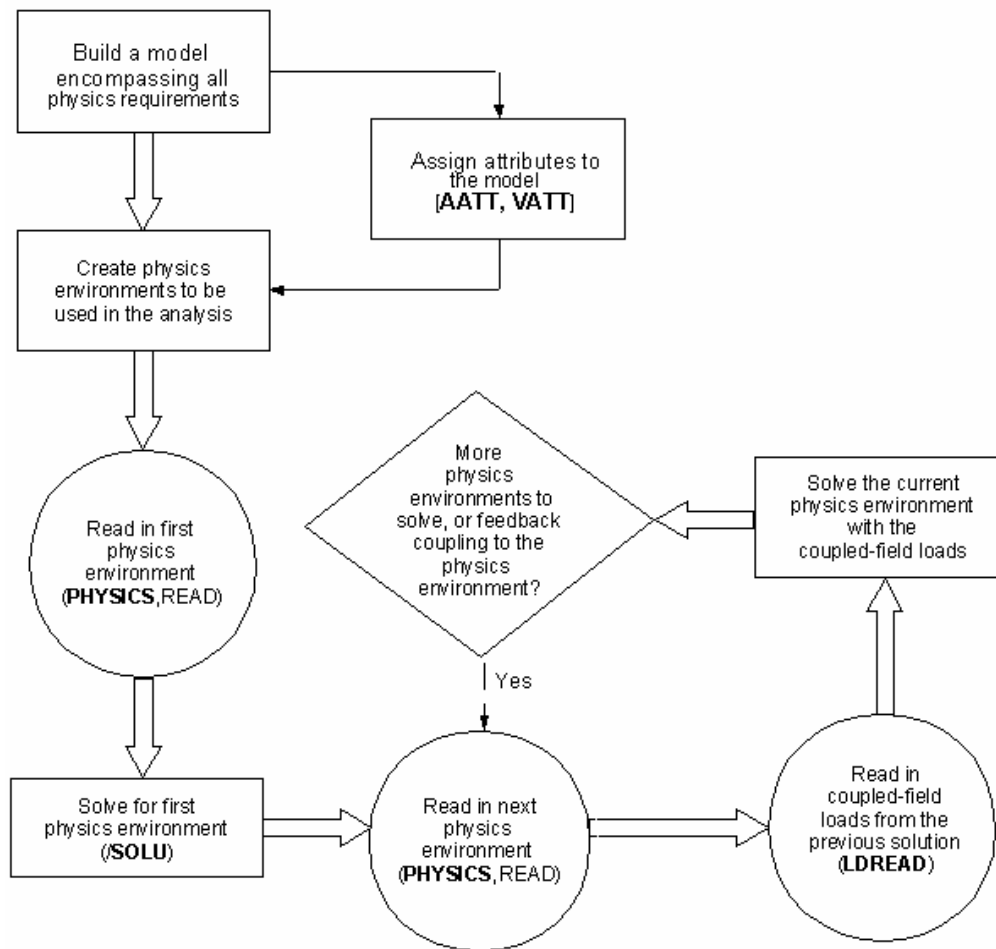 Build a model
encompassing all
physics requirements
Assign attributes to
the model
[AATT, VATT]
Create physics
environments to be
used in the analysis
Read in first
physics
environment
(PHYSICS,READ)
Solve for first
physics environment
(/SOLU)
More
physics
environments to
solve, or feedback
coupling to the
physics
environment?
Yes
Read in next
physics
environment
(PHYSICS,READ)
Read in
coupled-field
loads from the
previous solution
(LDREAD)
Solve the current
physics environment
with the
coupled-field loads